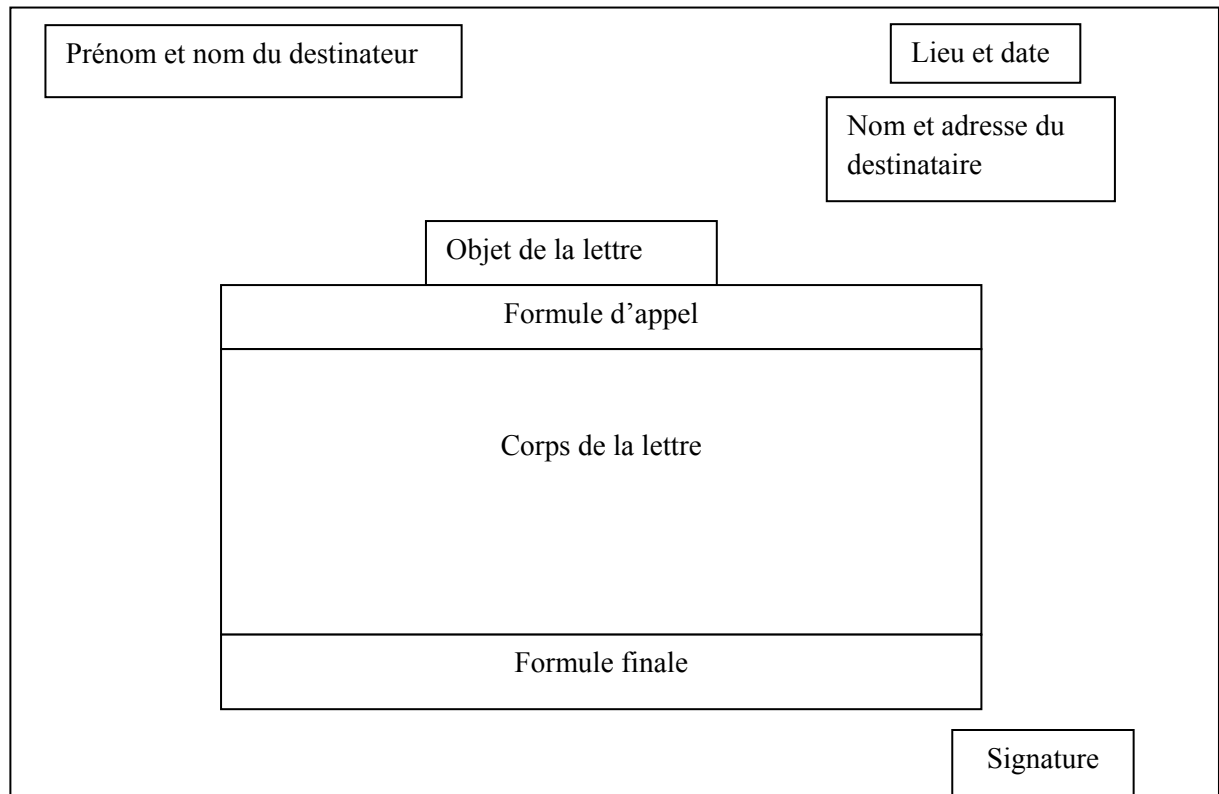 Prénom et nom du destinateur
Lieu et date
Nom et adresse du
destinataire
Objet de la lettre
Formule d’appel
Corps de la lettre
Formule finale
Signature